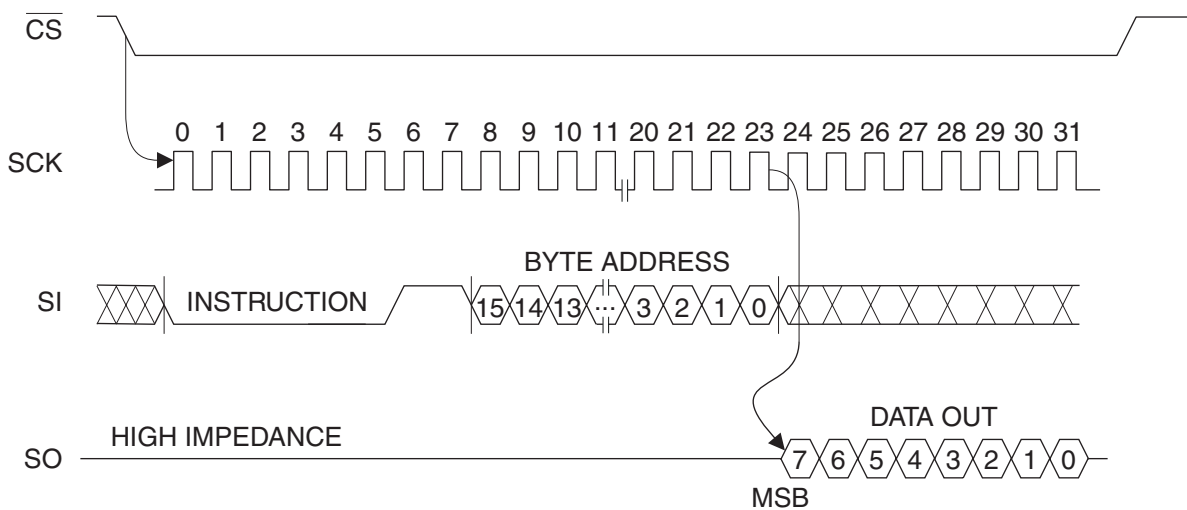 CS
0 1 2 3 4 5 6 7 8 9 10 11 20 21 22 23 24 25 26 27 28 29 30 31
SCK
BYTE ADDRESS
SI INSTRUCTION 15 14 13 ... 3 2 1 0
DATA OUT
HIGH IMPEDANCE
SO 7 6 5 4 3 2 1 0
MSB